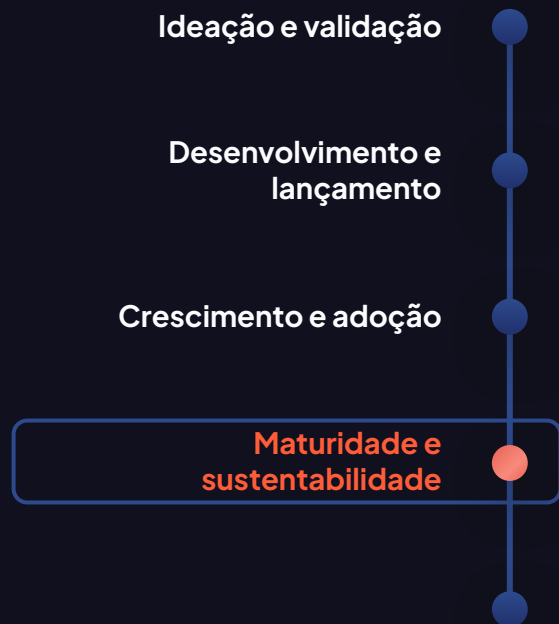 Ideação e validação
Desenvolvimento e
lançamento
Crescimento e adoção
Maturidade e
sustentabilidade